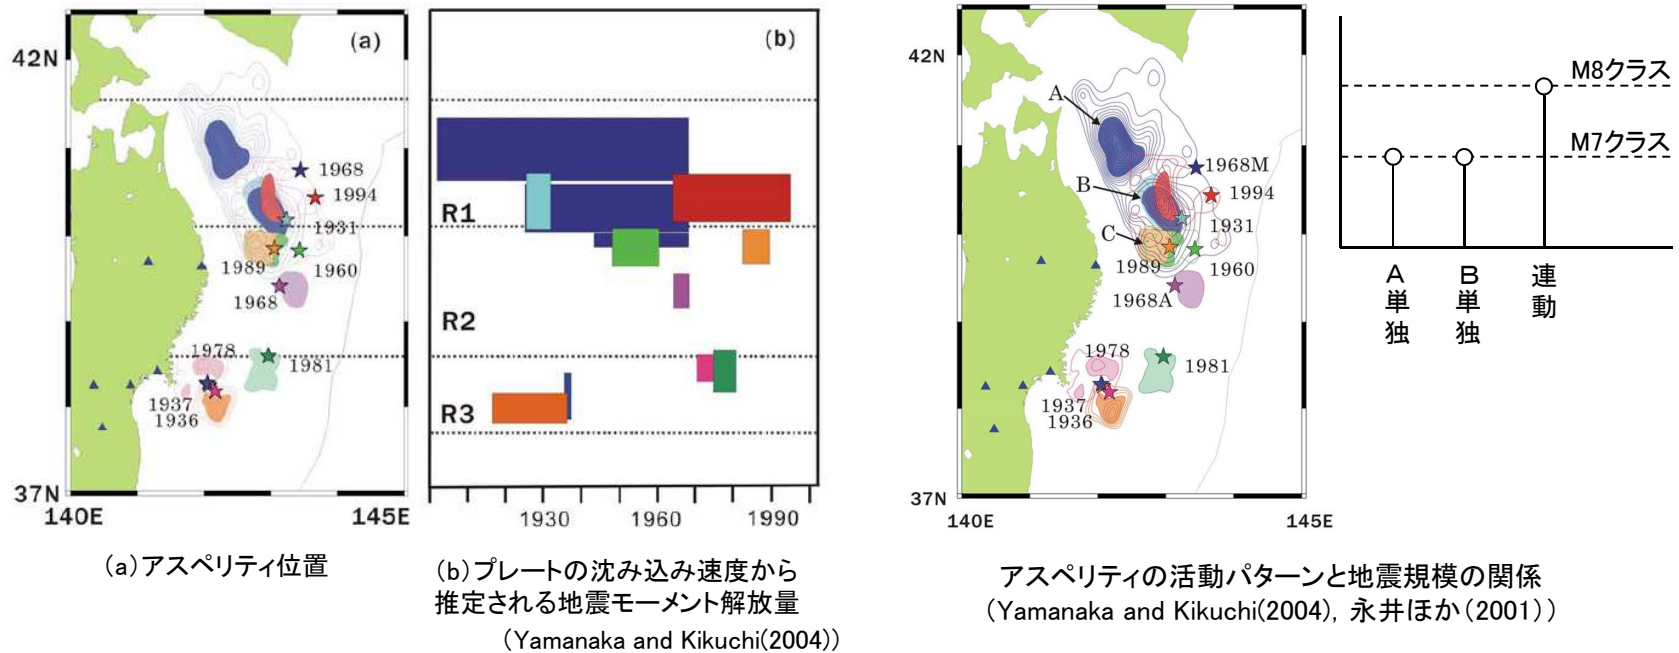 (a)
42N
1968
1994
1931
1989
1960
1968
1978
1981
1937
1936
37N
140E
145E
(a)アスペリティ位置
(b)
R1
R2
R3
1930
1960
1990
(b)プレートの沈み込み速度から
推定される地震モーメント解放量
(Yamanaka and Kikuchi(2004))
42N
A
1968M
B
1994
1931
C
1989
1960
1968A
1978
1981
1937
1936
37N
140E
145E
M8クラス
M7クラス
A単独
B単独
連動
アスペリティの活動パターンと地震規模の関係
(Yamanaka and Kikuchi(2004), 永井ほか(2001))